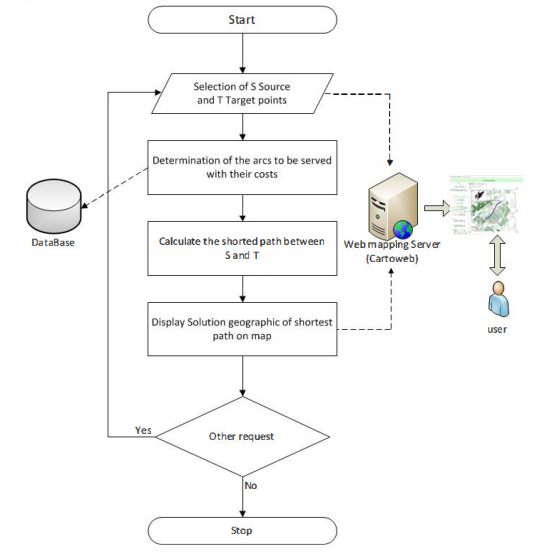 Start
Selection of S Source
and T Target points
Determination of the arcs to be served
with their costs
DataBase
Calculate the shorted path between
S and T
Web mapping Server
(Cartoweb)
user
Display Solution geographic of shortest
path on map
Yes
Other request
No
Stop